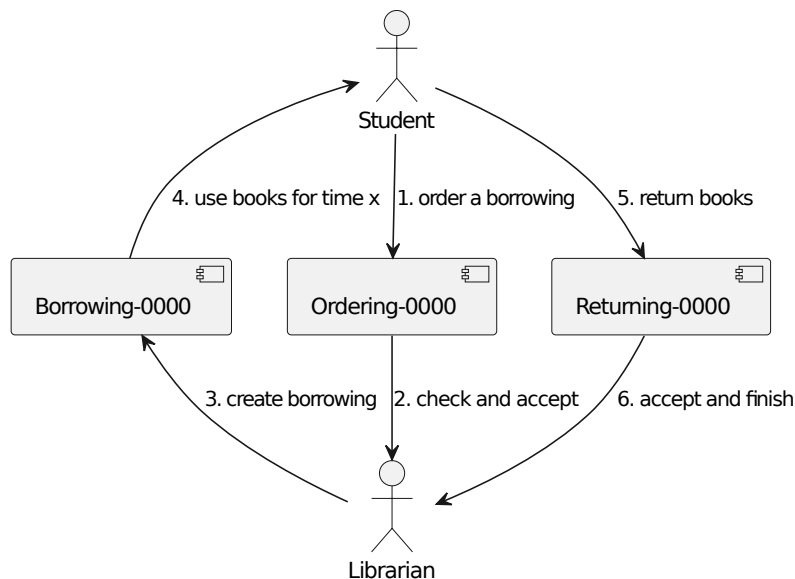 Student
4. use books for time x
1. order a borrowing
5. return books
Borrowing-0000
Ordering-0000
Returning-0000
3. create borrowing
2. check and accept
6. accept and finish
Librarian